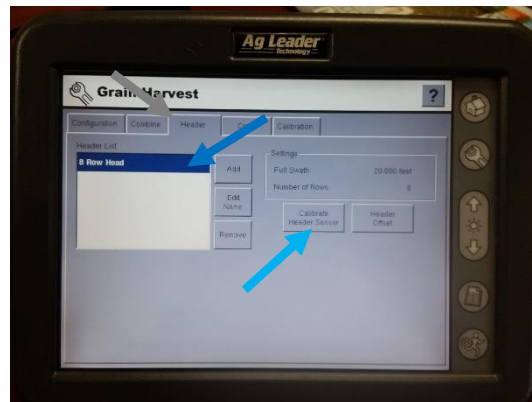 Ag Leader
Technology
Grain Harvest
?
Configuration
Combine
Header
Calibration
Header List
8 Row Head
Add
Edit
Name
Remove
Settings
Full Swath:
20.000 feet
Number of Rows:
8
Calibrate
Header Sensor
Header
Offset